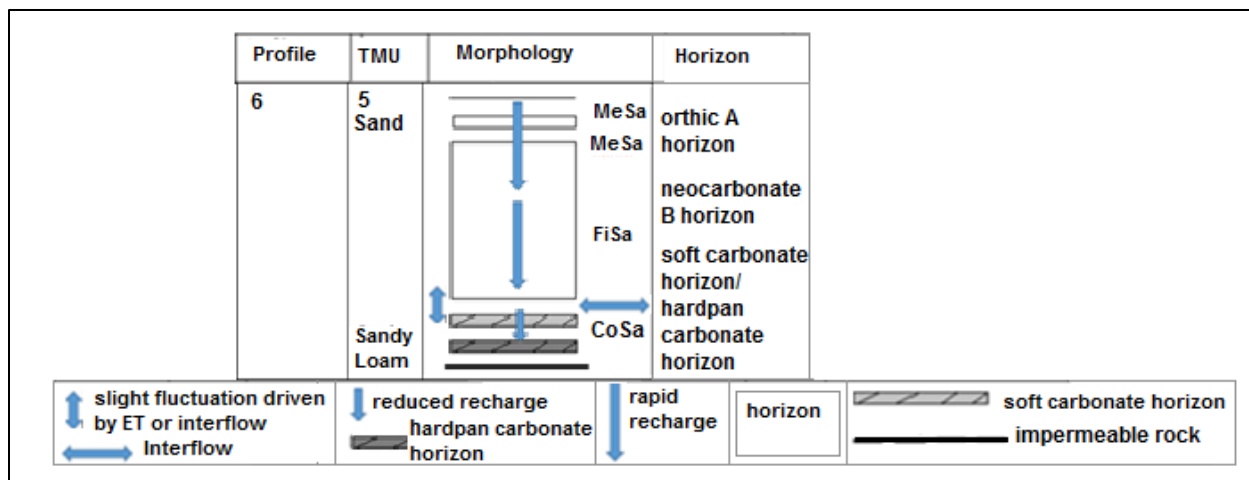 Profile
TMU
Morphology
Horizon
6
5
Sand
MeSa
MeSa
orthic A
horizon
neocarbonate
B horizon
FiSa
soft carbonate
horizon/
hardpan
carbonate
horizon
CoSa
Sandy
Loam
slight fluctuation driven
by ET or interflow
Interflow
reduced recharge
hardpan carbonate
horizon
rapid
recharge
horizon
soft carbonate horizon
impermeable rock